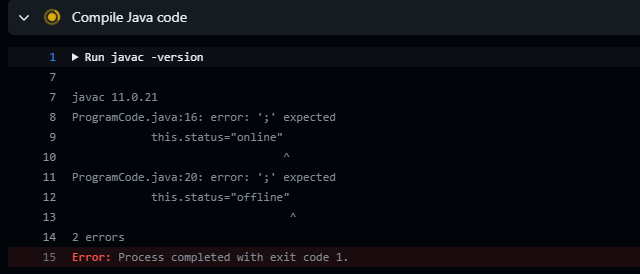 Compile Java code
1 ▶ Run javac -version
7
7 javac 11.0.21
8 ProgramCode.java:16: error: ';' expected
9             this.status="online"
10                                 ^
11 ProgramCode.java:20: error: ';' expected
12             this.status="offline"
13                                  ^
14 2 errors
15 Error: Process completed with exit code 1.